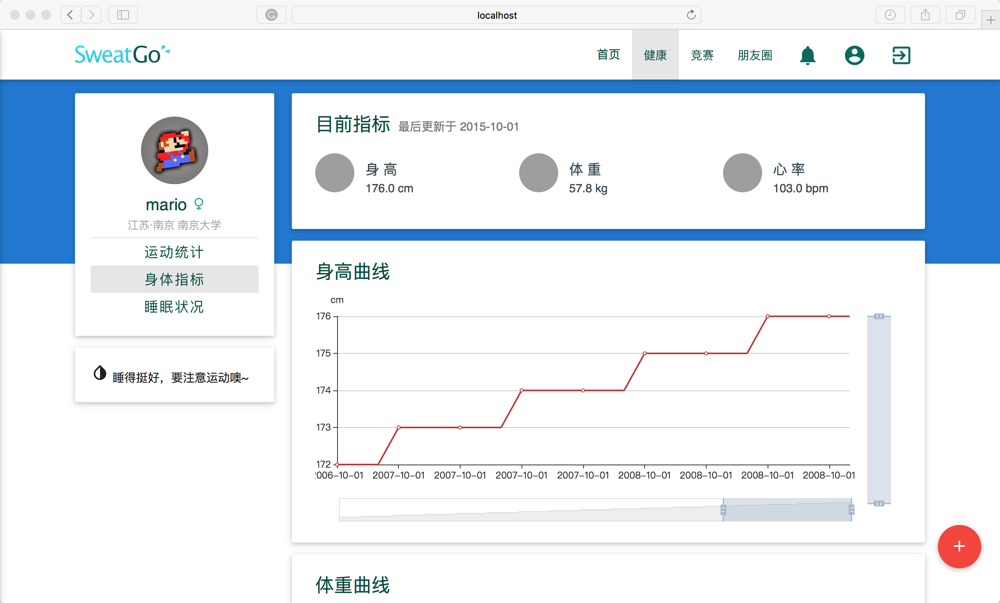 localhost
SweatGo
首页 健康 竞赛 朋友圈
mario
江苏·南京 南京大学
运动统计
身体指标
睡眠状况
睡得挺好，要注意运动噢~
目前指标 最后更新于 2015-10-01
身 高
176.0 cm
体 重
57.8 kg
心 率
103.0 bpm
身高曲线
cm
176
175
174
173
172
006-10-01 2007-10-01 2007-10-01 2007-10-01 2007-10-01 2008-10-01 2008-10-01 2008-10-01 2008-10-01
体重曲线